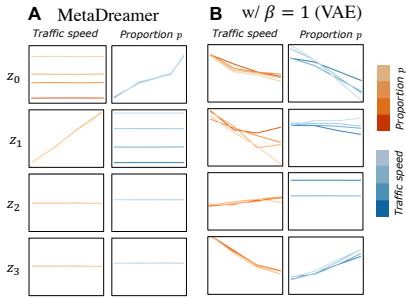 A MetaDreamer
B w/ β = 1 (VAE)
Traffic speed Proportion p
Traffic speed Proportion p
z₀
z₁
z₂
z₃
Proportion p
Traffic speed